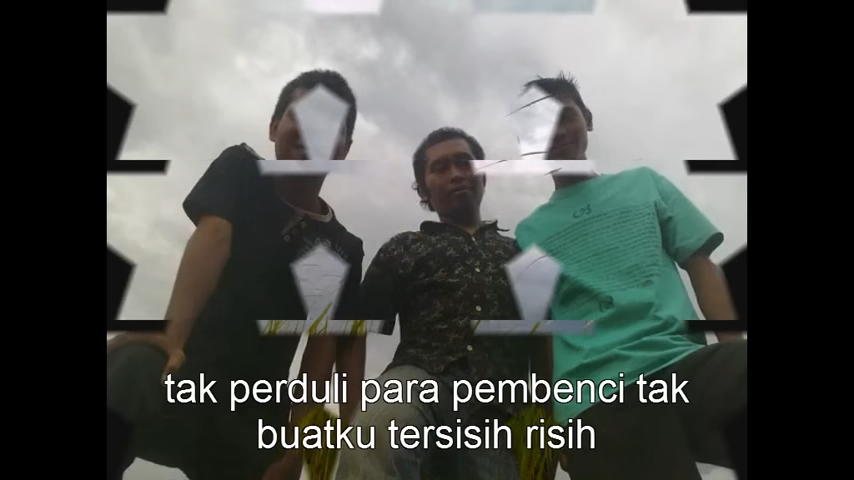 tak perduli para pembenci tak
buatku tersisih risih